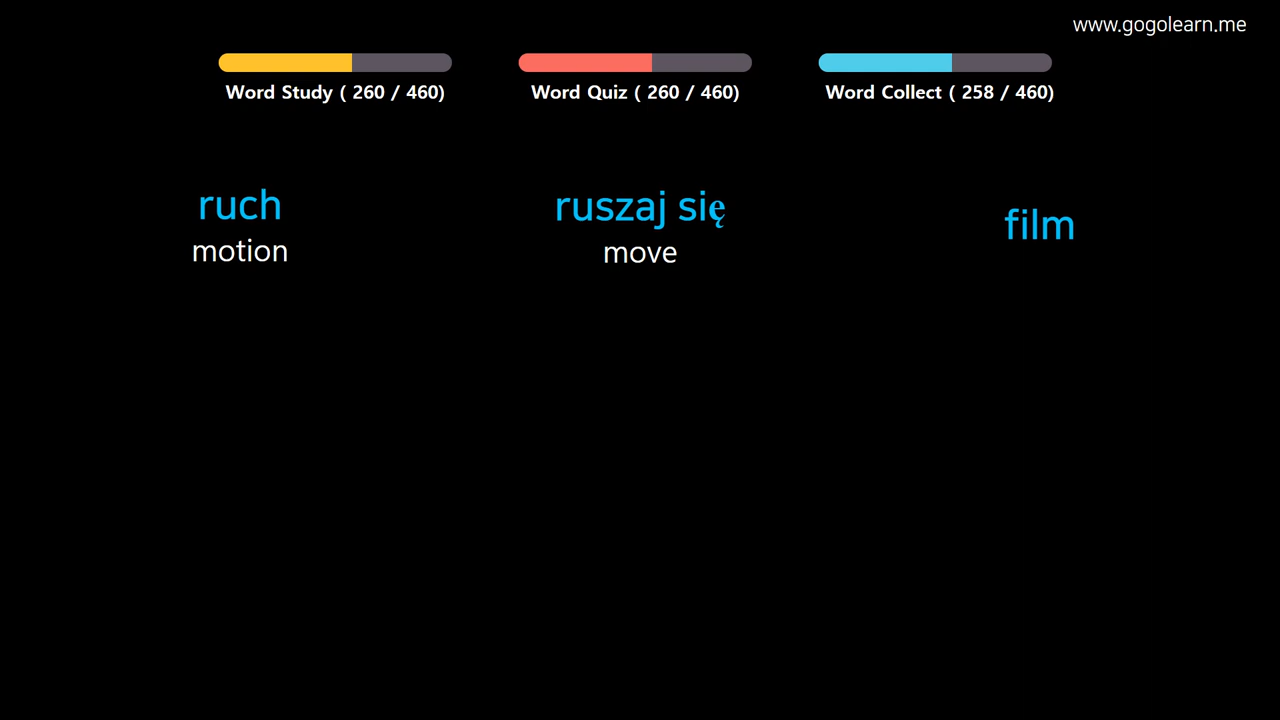 www.gogolearn.me
Word Study ( 260 / 460)
Word Quiz ( 260 / 460)
Word Collect ( 258 / 460)
ruch
motion
ruszaj się
move
film